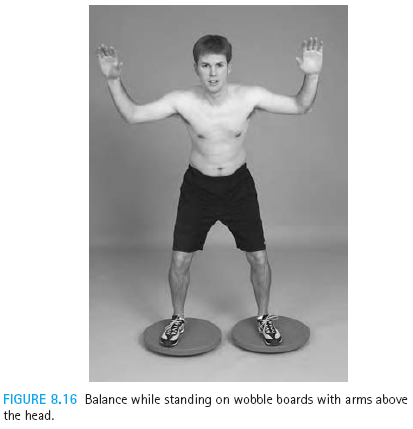 FIGURE 8.16 Balance while standing on wobble boards with arms above
the head.